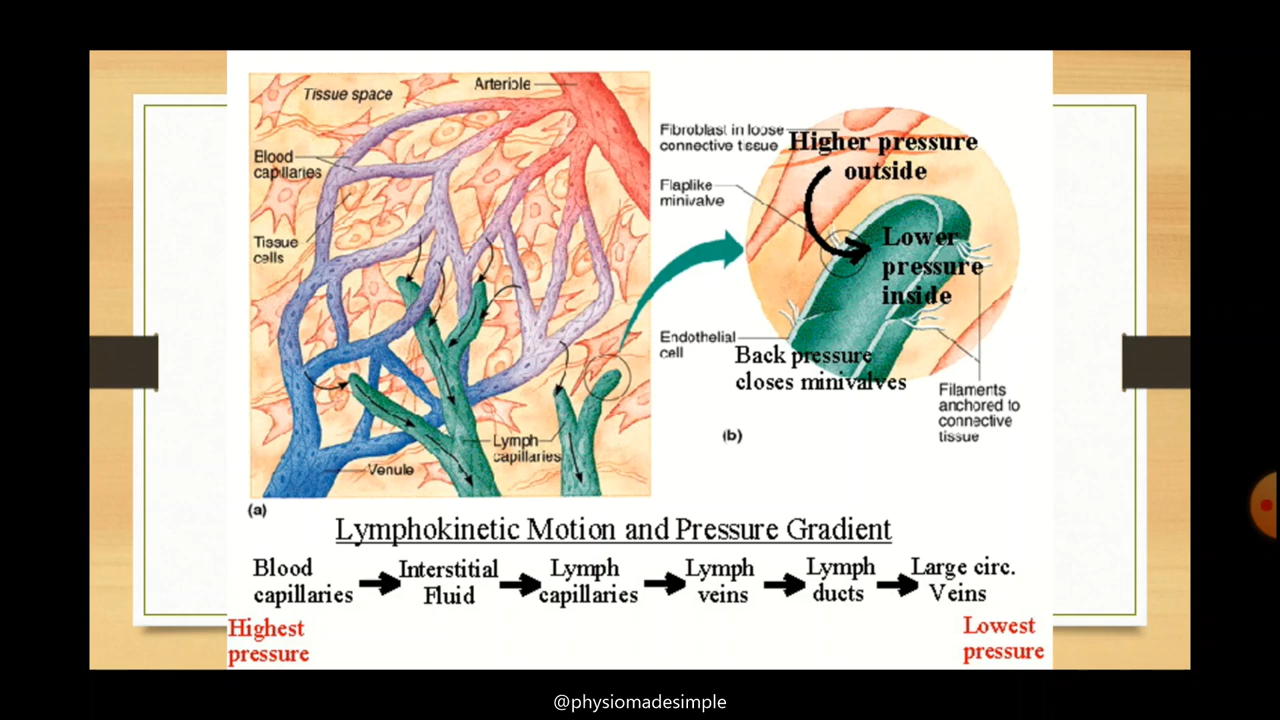 Tissue space
Arterible
Blood
capillaries
Tissue
cells
Lymph
capillaries
Venule
(a)
Fibroblast in loose
connective tissue
Higher pressure
outside
Flaplike
minivalve
Lower
pressure
inside
Endothelial
cell
Back pressure
closes minivalves
Filaments
anchored to
connective
tissue
(b)
Lymphokinetic Motion and Pressure Gradient
Blood
capillaries
Interstitial
Fluid
Lymph
capillaries
Lymph
veins
Lymph
ducts
Large circ.
Veins
Highest
pressure
Lowest
pressure
@physiomadesimple